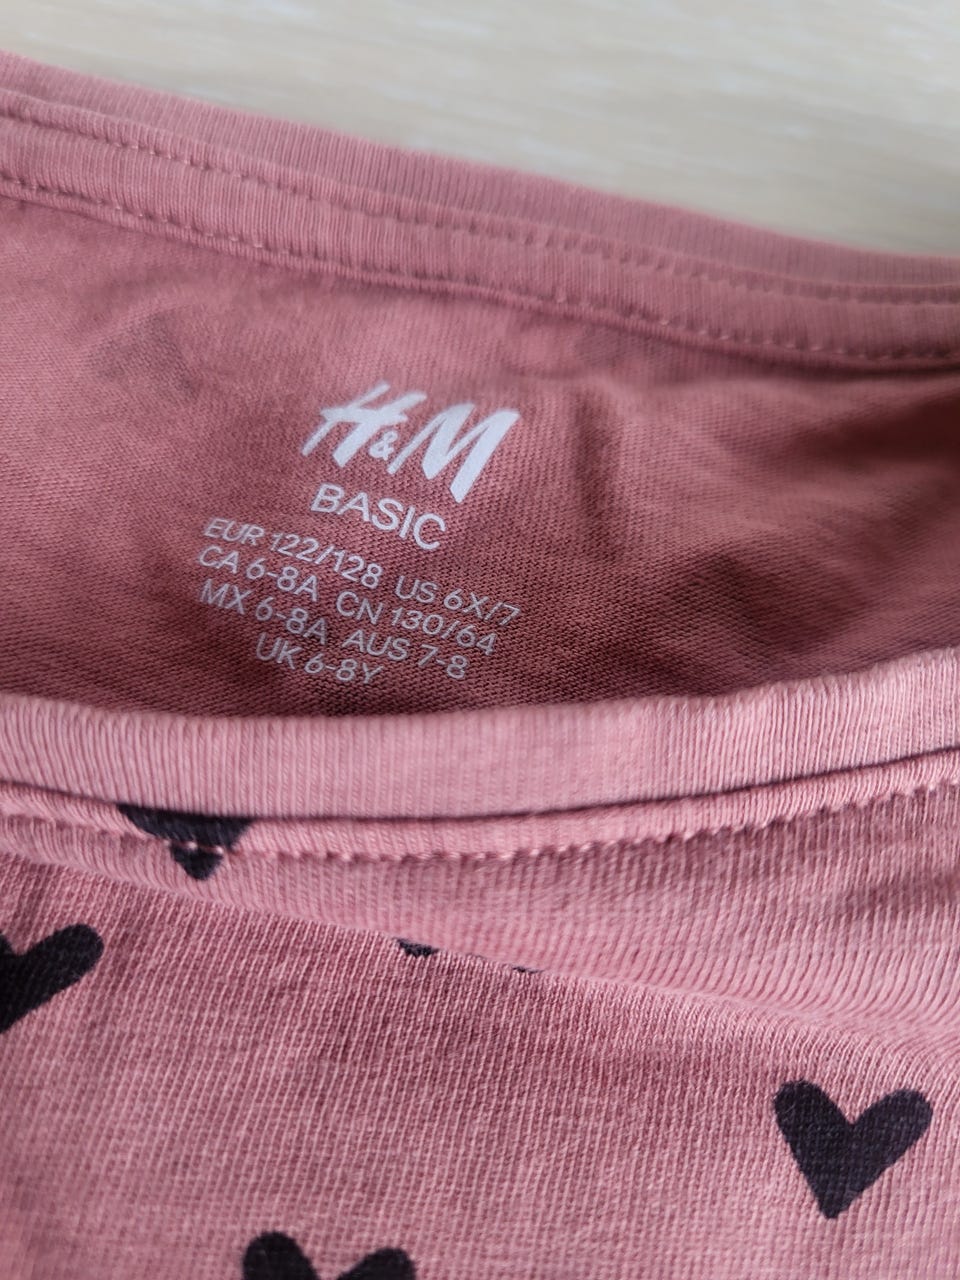 H&M
BASIC
EUR 122/128 US 6X/7
CA 6-8A CN 130/64
MX 6-8A AUS 7-8
UK 6-8Y